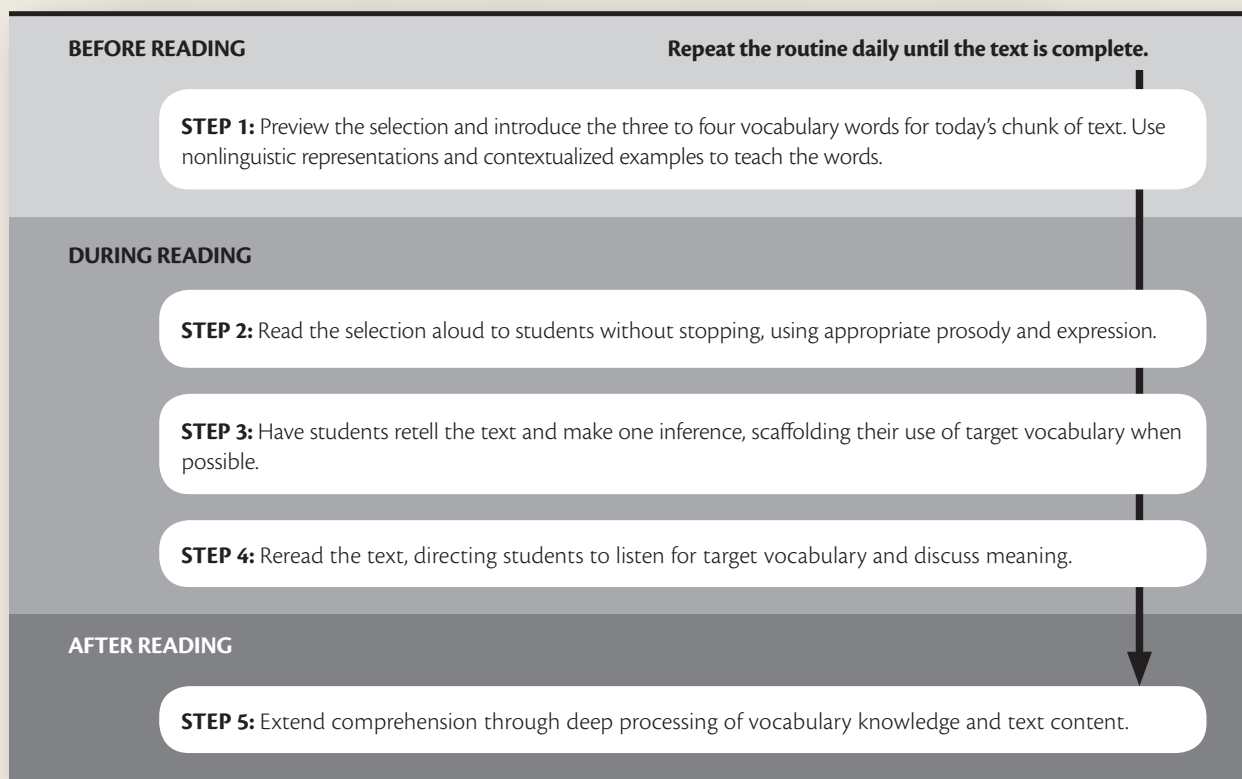 BEFORE READING
Repeat the routine daily until the text is complete.
STEP 1: Preview the selection and introduce the three to four vocabulary words for today’s chunk of text. Use
nonlinguistic representations and contextualized examples to teach the words.
DURING READING
STEP 2: Read the selection aloud to students without stopping, using appropriate prosody and expression.
STEP 3: Have students retell the text and make one inference, scaffolding their use of target vocabulary when
possible.
STEP 4: Reread the text, directing students to listen for target vocabulary and discuss meaning.
AFTER READING
STEP 5: Extend comprehension through deep processing of vocabulary knowledge and text content.